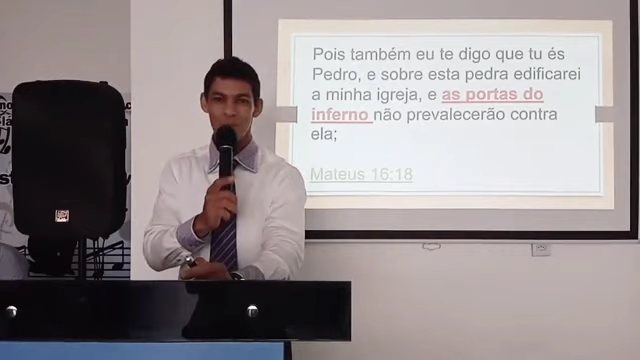 Pois também eu te digo que tu és
Pedro, e sobre esta pedra edificarei
a minha igreja, e as portas do
inferno não prevalecerão contra
ela;
Mateus 16:18